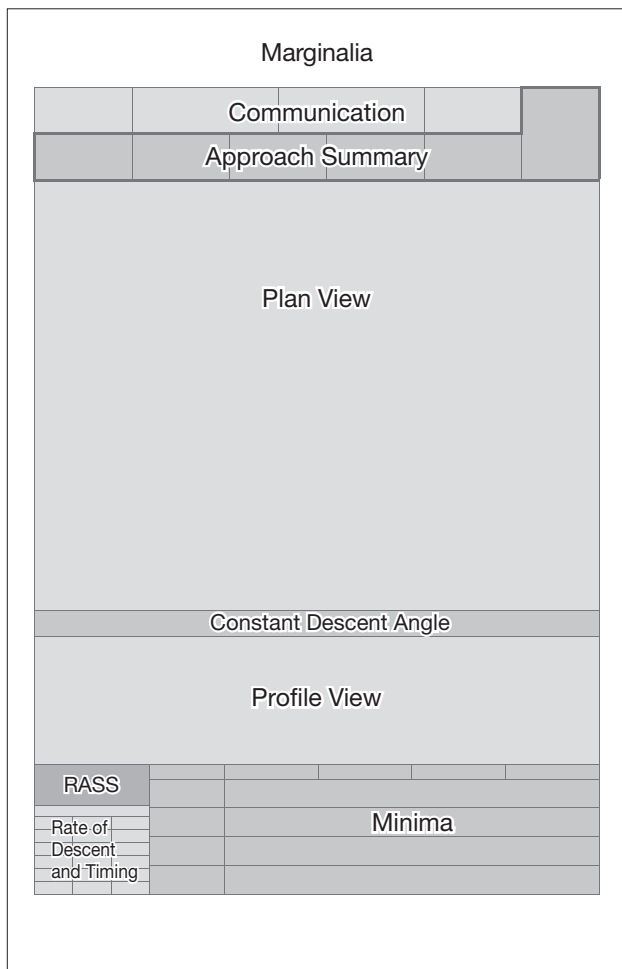 Marginalia
Communication
Approach Summary
Plan View
Constant Descent Angle
Profile View
RASS
Minima
Rate of
Descent
and Timing